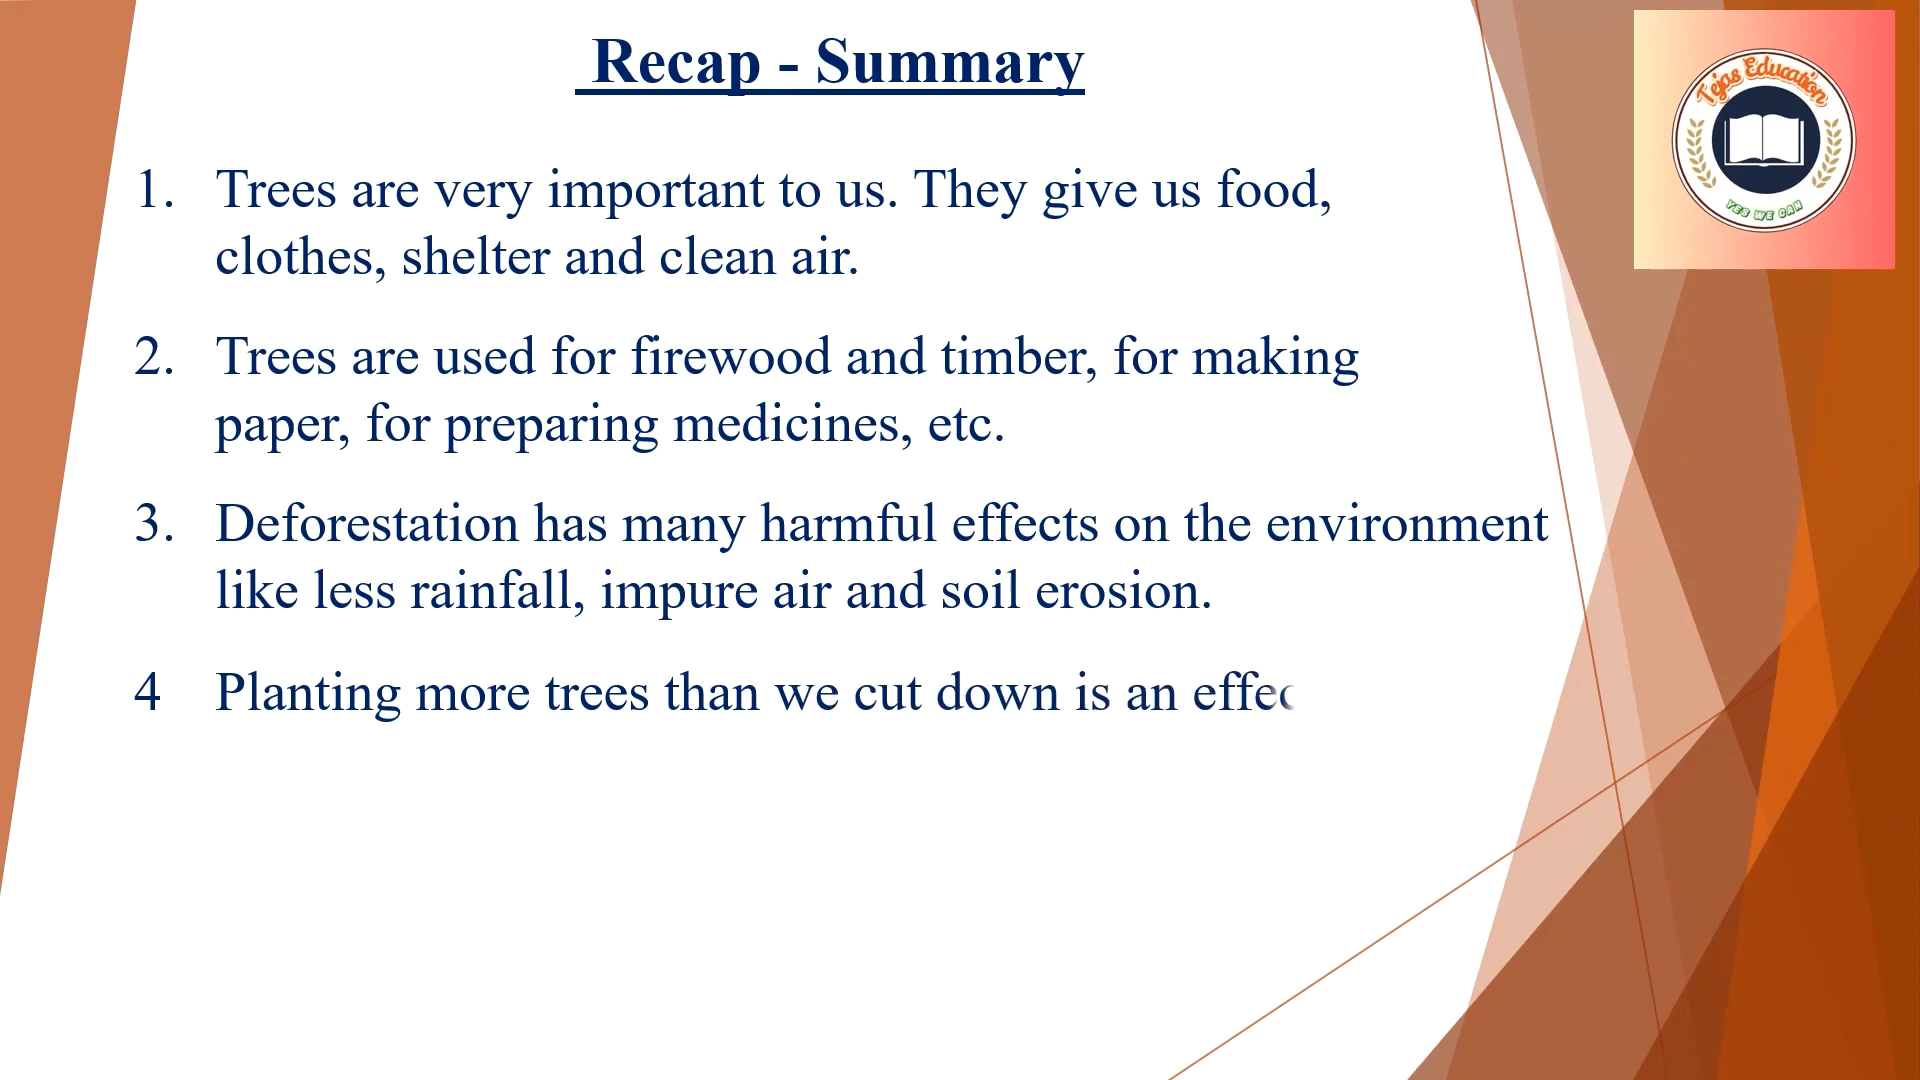 Recap - Summary
Tejas Education
YES WE CAN
1. Trees are very important to us. They give us food,
clothes, shelter and clean air.
2. Trees are used for firewood and timber, for making
paper, for preparing medicines, etc.
3. Deforestation has many harmful effects on the environment
like less rainfall, impure air and soil erosion.
4 Planting more trees than we cut down is an effec